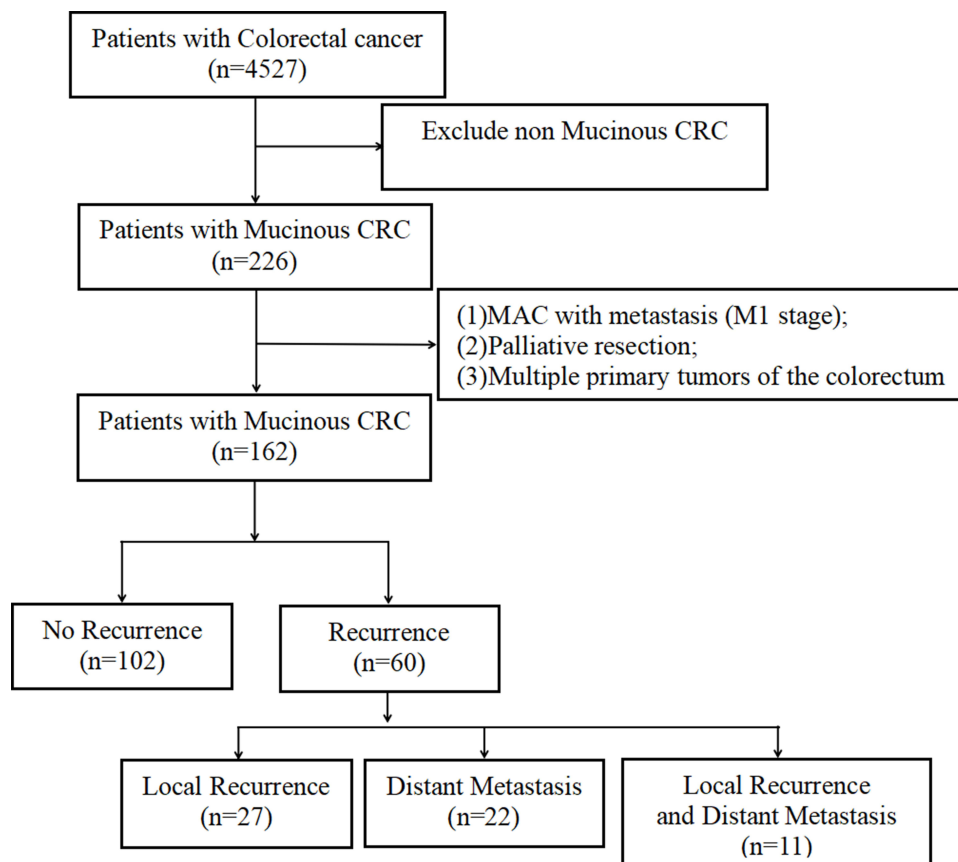 Patients with Colorectal cancer
(n=4527)
Exclude non Mucinous CRC
Patients with Mucinous CRC
(n=226)
(1)MAC with metastasis (M1 stage);
(2)Palliative resection;
(3)Multiple primary tumors of the colorectum
Patients with Mucinous CRC
(n=162)
No Recurrence
(n=102)
Recurrence
(n=60)
Local Recurrence
(n=27)
Distant Metastasis
(n=22)
Local Recurrence
and Distant Metastasis
(n=11)